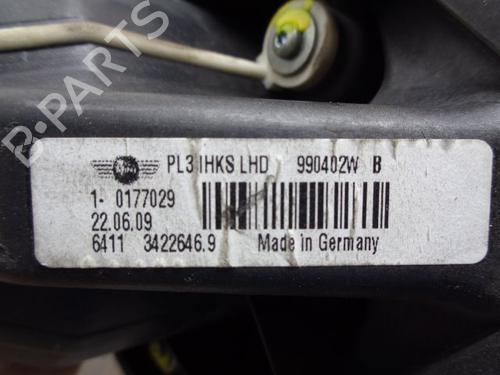 B-PARTS
PL3 IHKS LHD 990402W B
1- 0177029
22.06.09
6411 3422646.9 Made in Germany